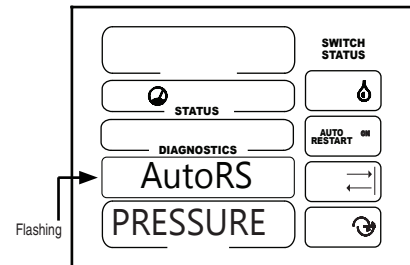 SWITCH
STATUS
STATUS
AUTO
RESTART ON
DIAGNOSTICS
AutoRS
Flashing
PRESSURE